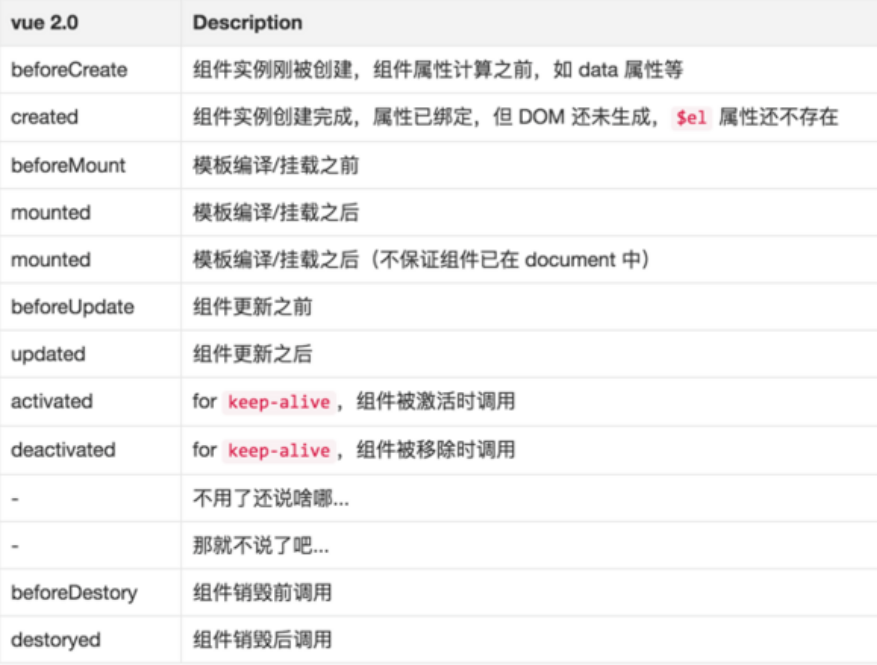 vue 2.0 Description
beforeCreate 组件实例刚被创建，组件属性计算之前，如 data 属性等
created 组件实例创建完成，属性已绑定，但 DOM 还未生成， $el 属性还不存在
beforeMount 模板编译/挂载之前
mounted 模板编译/挂载之后
mounted 模板编译/挂载之后（不保证组件已在 document 中）
beforeUpdate 组件更新之前
updated 组件更新之后
activated for keep-alive ，组件被激活时调用
deactivated for keep-alive ，组件被移除时调用
- 不用了还说啥哪...
- 那就不说了吧...
beforeDestory 组件销毁前调用
destoryed 组件销毁后调用